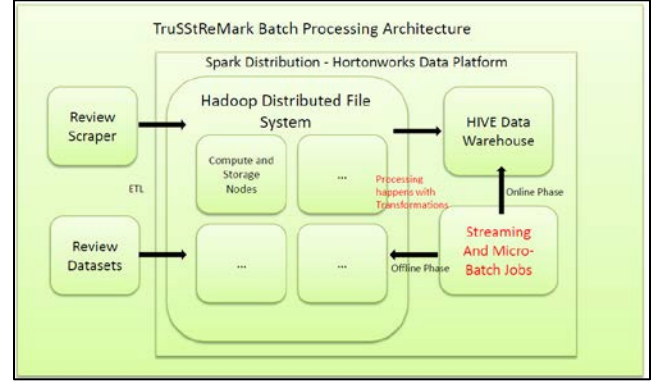 TruSStReMark Batch Processing Architecture
Spark Distribution - Hortonworks Data Platform
Review
Scraper
Hadoop Distributed File
System
HIVE Data
Warehouse
Compute and
Storage
Nodes
...
Processing
happens with
Transformations
ETL
Online Phase
Review
Datasets
...
...
Offline Phase
Streaming
And Micro-
Batch Jobs